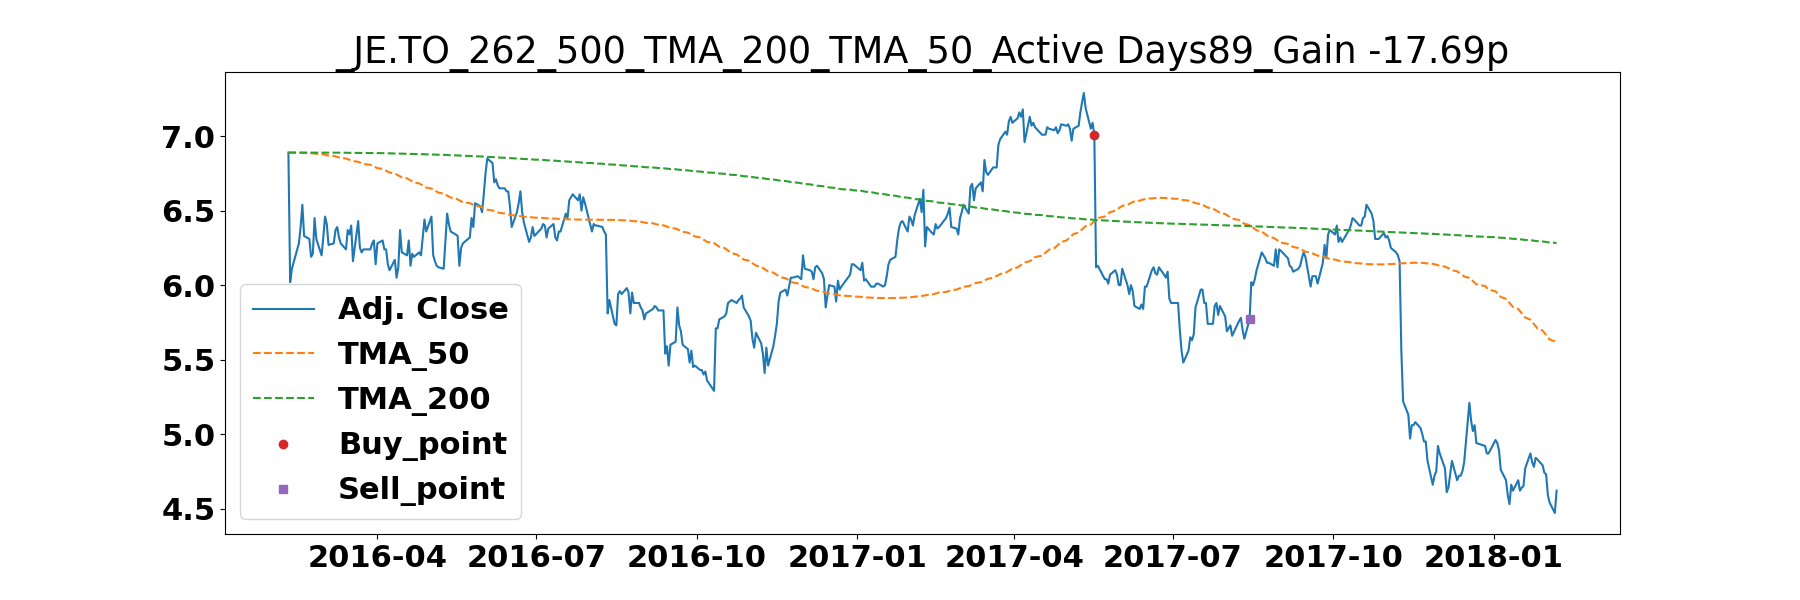 _JE.TO_262_500_TMA_200_TMA_50_Active Days89_Gain -17.69p
7.0
6.5
6.0
5.5
5.0
4.5
Adj. Close
TMA_50
TMA_200
Buy_point
Sell_point
2016-04 2016-07 2016-10 2017-01 2017-04 2017-07 2017-10 2018-01